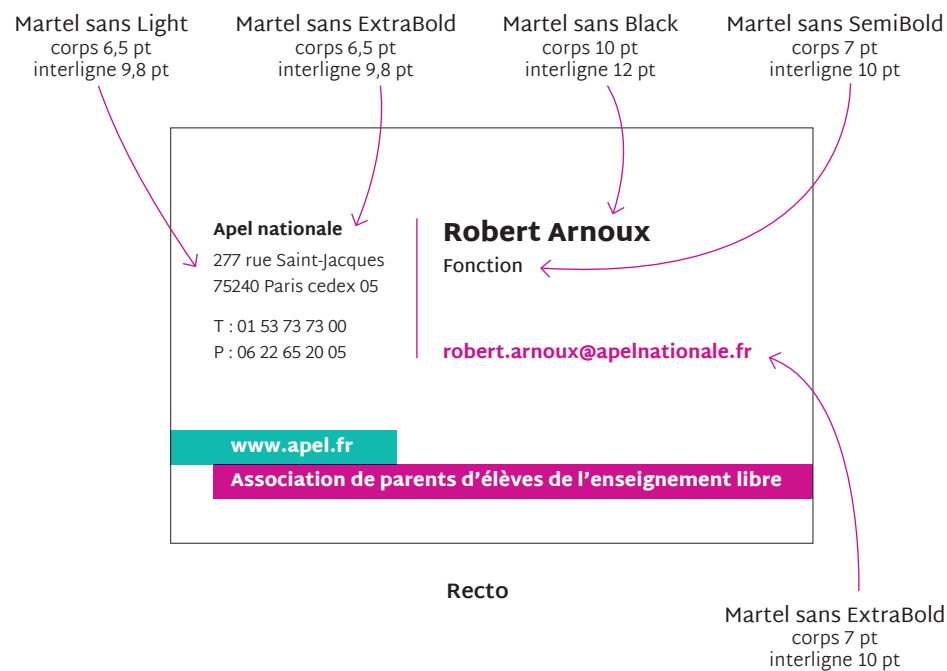 Martel sans Light
corps 6,5 pt
interligne 9,8 pt
Martel sans ExtraBold
corps 6,5 pt
interligne 9,8 pt
Martel sans Black
corps 10 pt
interligne 12 pt
Martel sans SemiBold
corps 7 pt
interligne 10 pt
Apel nationale
277 rue Saint-Jacques
75240 Paris cedex 05
T : 01 53 73 73 00
P : 06 22 65 20 05
Robert Arnoux
Fonction
robert.arnoux@apelnationale.fr
www.apel.fr
Association de parents d’élèves de l’enseignement libre
Recto
Martel sans ExtraBold
corps 7 pt
interligne 10 pt